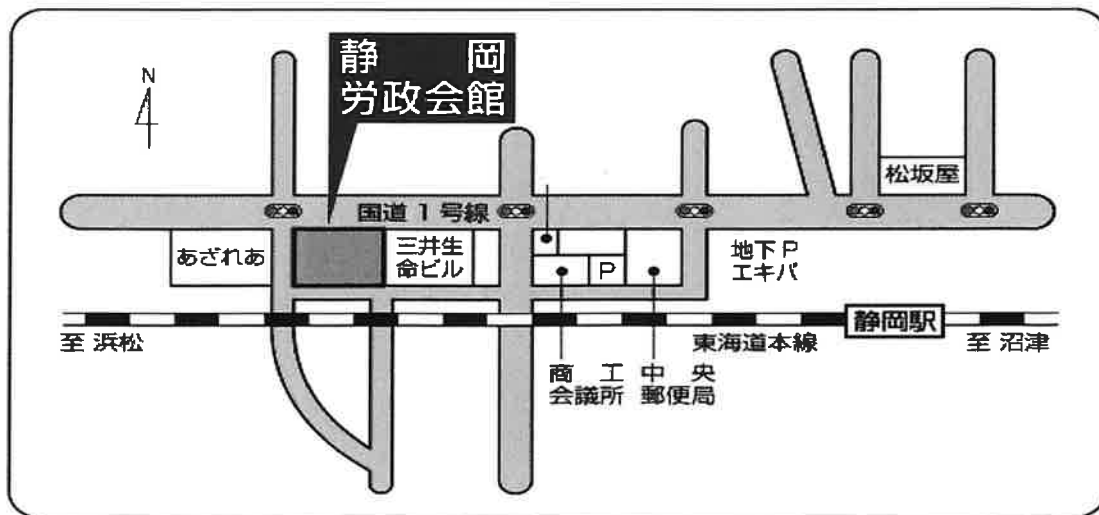 静岡
労政会館
N
松坂屋
国道1号線
あざれあ
三井生
命ビル
P
地下P
エキパ
静岡駅
至 浜松
東海道本線
至 沼津
商工
会議所
中央
郵便局